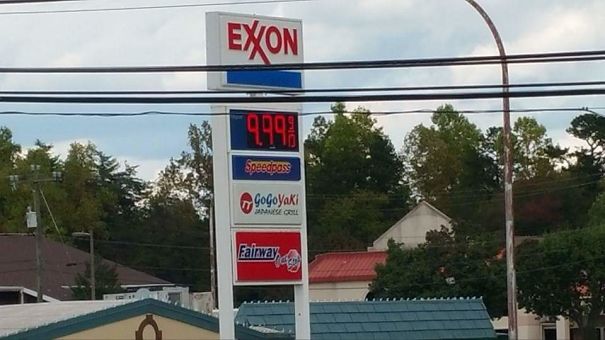 EXXON
9.99 9/10
Speedpass
GoGoYaki
JAPANESE GRILL
Fairway